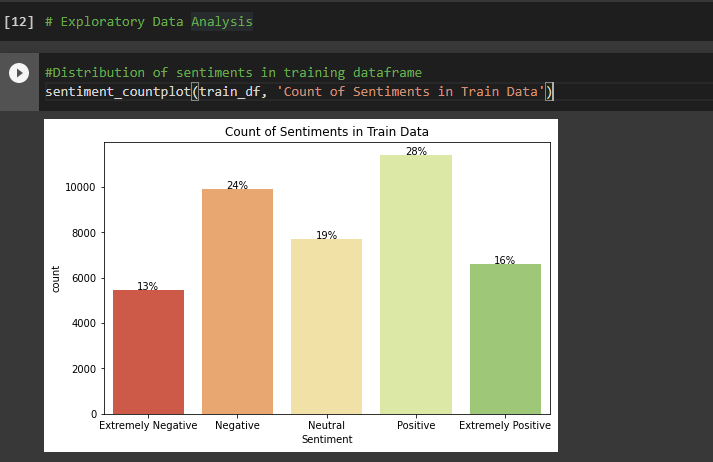 [12] # Exploratory Data Analysis
#Distribution of sentiments in training dataframe
sentiment_countplot(train_df, 'Count of Sentiments in Train Data')
Count of Sentiments in Train Data
28%
24%
19%
16%
13%
10000
8000
6000
4000
2000
0
count
Extremely Negative Negative Neutral Positive Extremely Positive
Sentiment